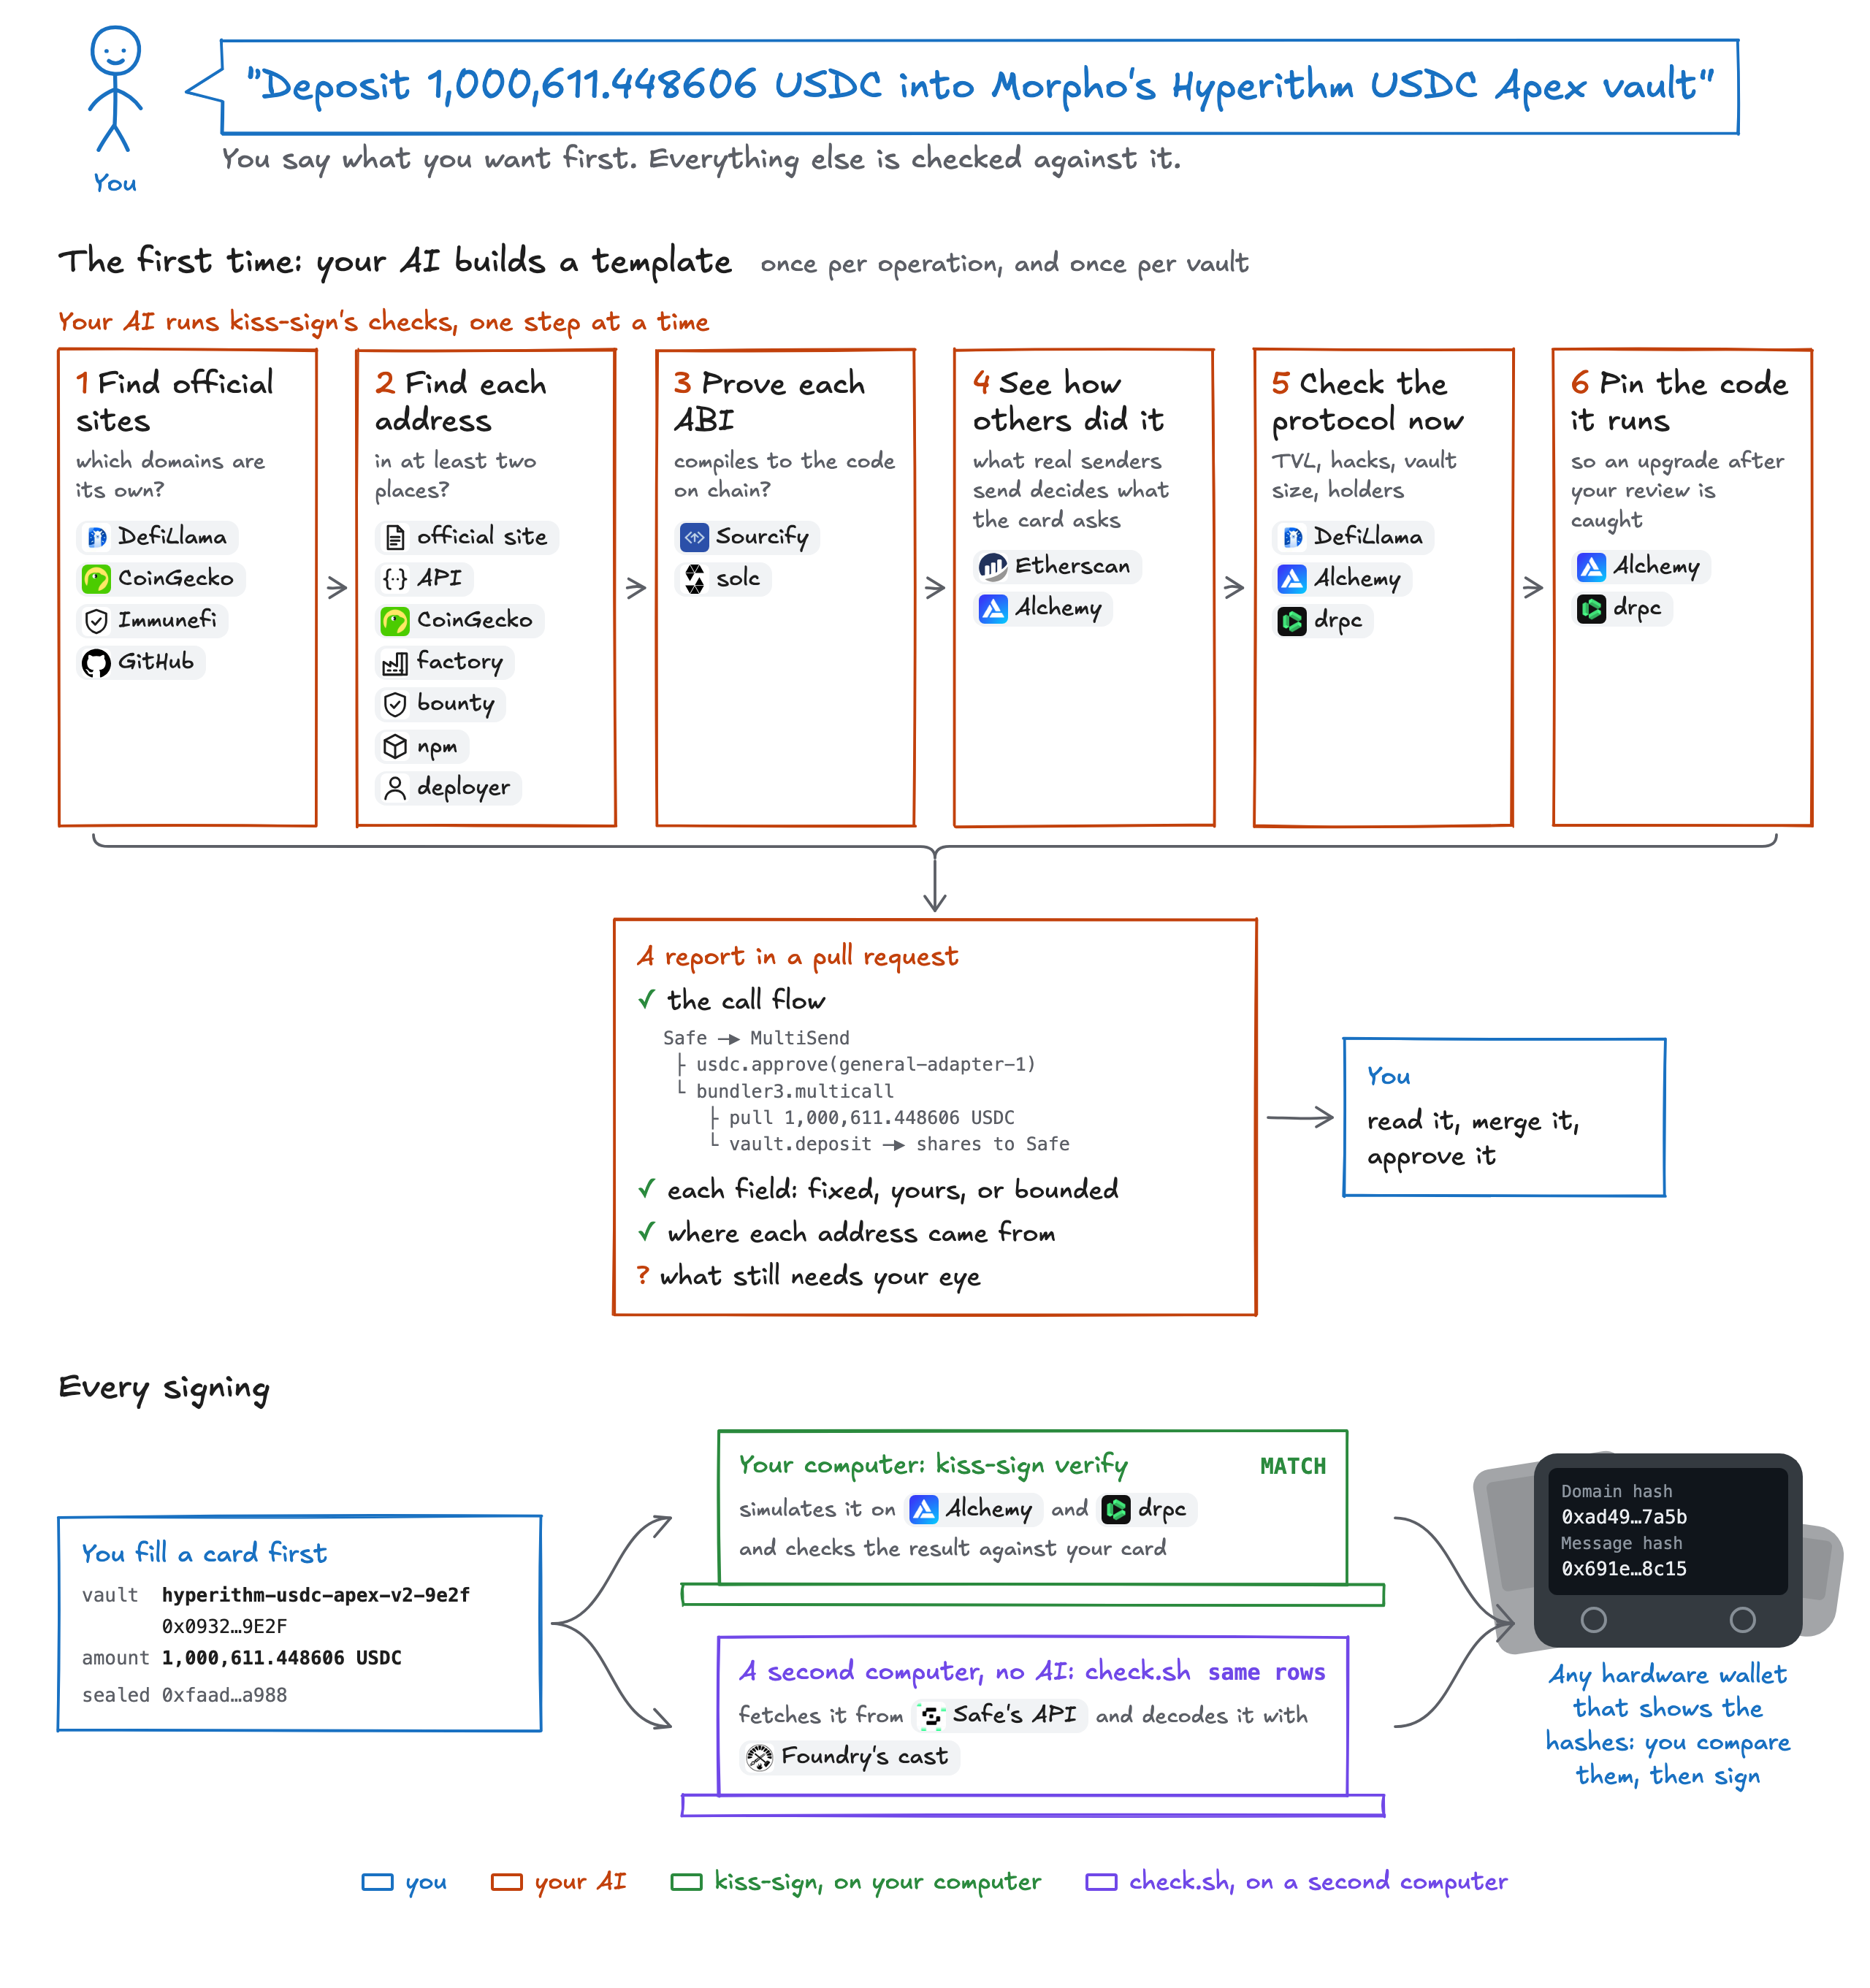 "Deposit 1,000,611.448606 USDC into Morpho's Hyperithm USDC Apex vault"
You say what you want first. Everything else is checked against it.
You
The first time: your AI builds a template once per operation, and once per vault
Your AI runs kiss-sign's checks, one step at a time
1 Find official
sites
which domains are
its own?
DefiLlama
CoinGecko
Immunefi
GitHub
2 Find each
address
in at least two
places?
official site
API
CoinGecko
factory
bounty
npm
deployer
3 Prove each
ABI
compiles to the code
on chain?
Sourcify
solc
4 See how
others did it
what real senders
send decides what
the card asks
Etherscan
Alchemy
5 Check the
protocol now
TVL, hacks, vault
size, holders
DefiLlama
Alchemy
drpc
6 Pin the code
it runs
so an upgrade after
your review is
caught
Alchemy
drpc
A report in a pull request
✓ the call flow
Safe → MultiSend
├ usdc.approve(general-adapter-1)
└ bundler3.multicall
├ pull 1,000,611.448606 USDC
└ vault.deposit → shares to Safe
✓ each field: fixed, yours, or bounded
✓ where each address came from
? what still needs your eye
You
read it, merge it,
approve it
Every signing
You fill a card first
vault hyperithm-usdc-apex-v2-9e2f
0x0932…9E2F
amount 1,000,611.448606 USDC
sealed 0xfaad…a988
Your computer: kiss-sign verify MATCH
simulates it on Alchemy and drpc
and checks the result against your card
A second computer, no AI: check.sh same rows
fetches it from Safe's API and decodes it with
Foundry's cast
Domain hash
0xad49…7a5b
Message hash
0x691e…8c15
Any hardware wallet
that shows the
hashes: you compare
them, then sign
you
your AI
kiss-sign, on your computer
check.sh, on a second computer